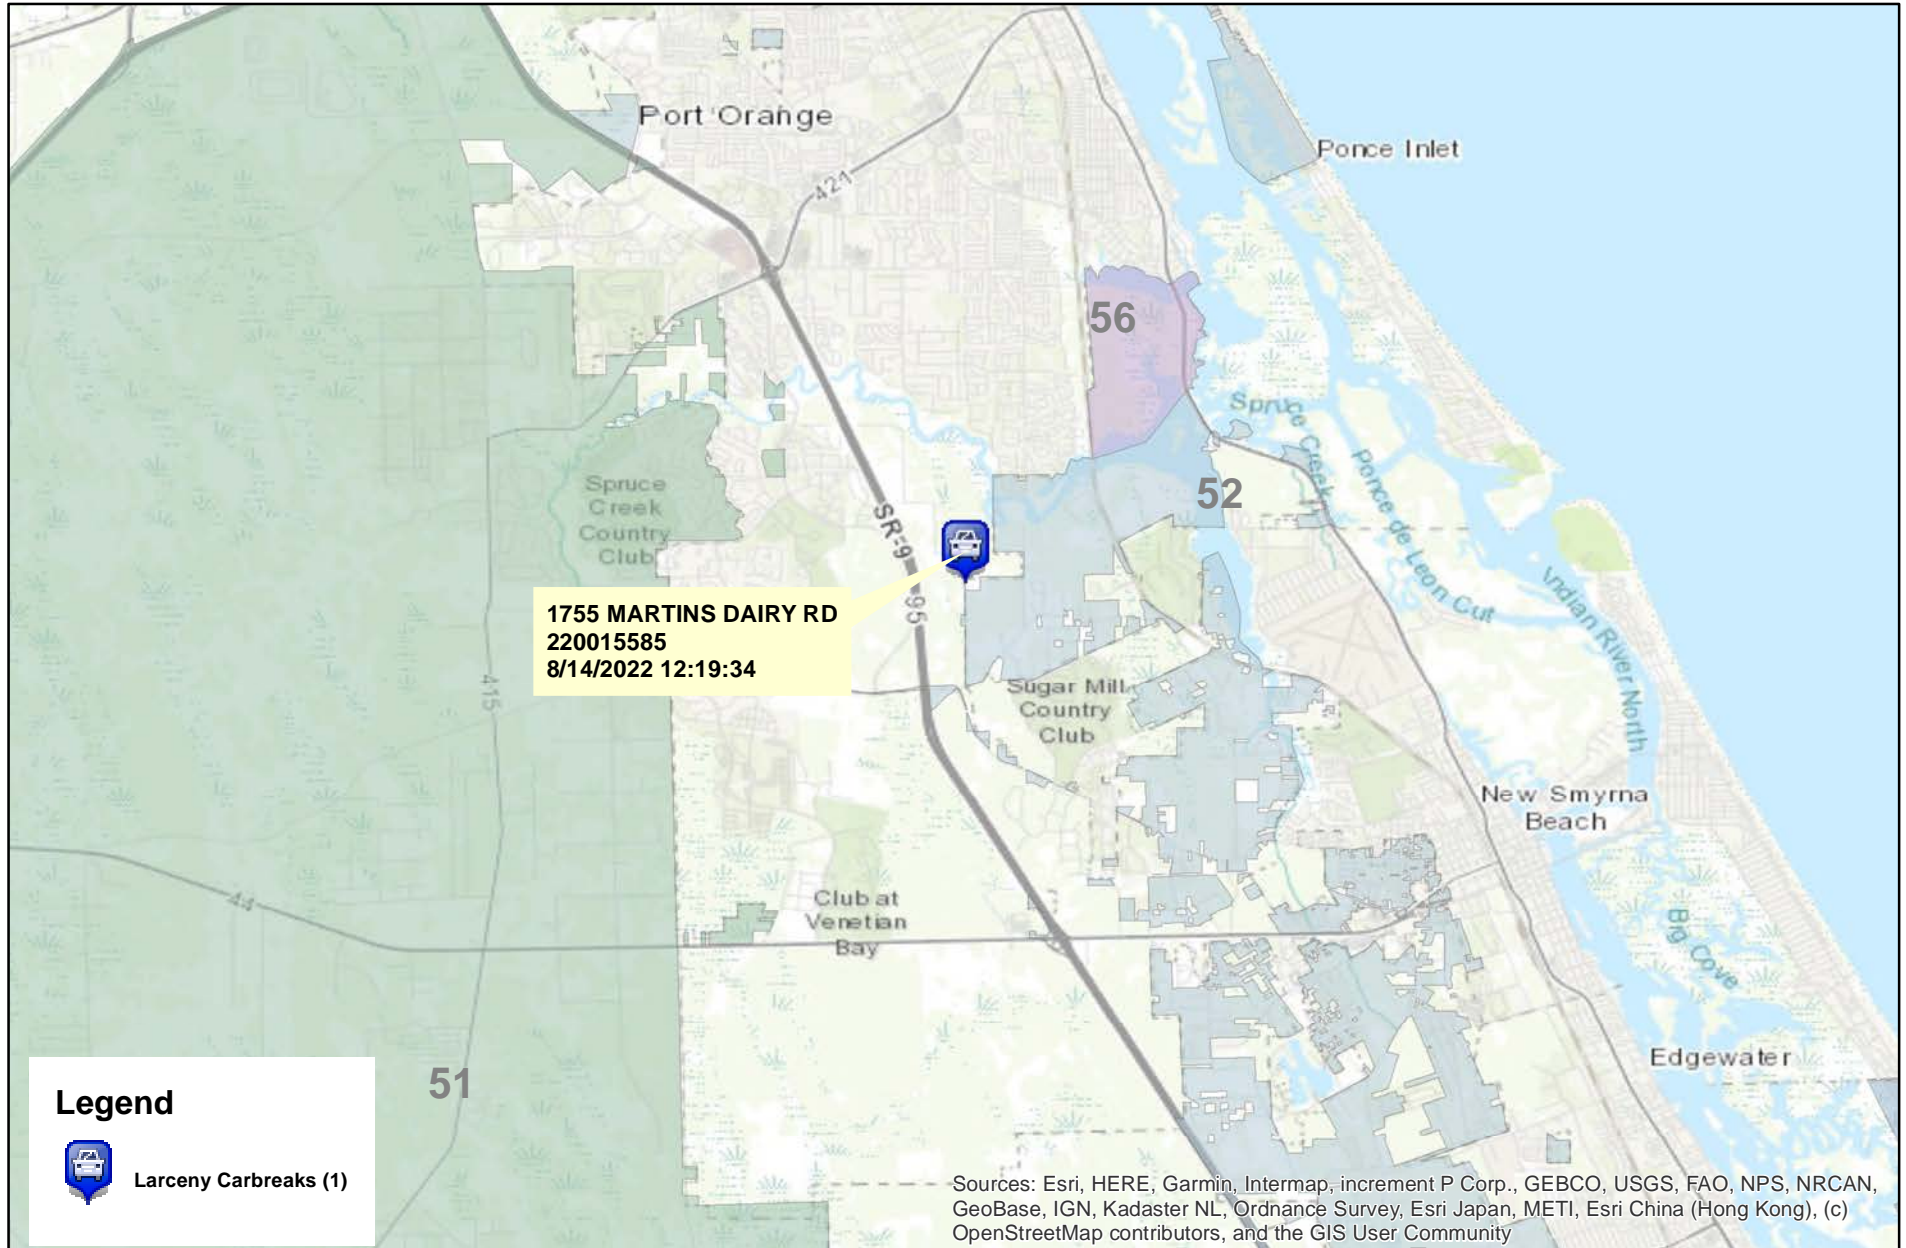 Port Orange
Ponce Inlet
421
56
Spruce Creek
52
Ponce de Leon Cut
Spruce
Creek
Country
Club
SR-9
95
1755 MARTINS DAIRY RD
220015585
8/14/2022 12:19:34
Indian River North
415
Sugar Mill
Country
Club
New Smyrna
Beach
44
Club at
Venetian
Bay
Big Cove
Edgewater
51
Legend
Larceny Carbreaks (1)
Sources: Esri, HERE, Garmin, Intermap, increment P Corp., GEBCO, USGS, FAO, NPS, NRCAN,
GeoBase, IGN, Kadaster NL, Ordnance Survey, Esri Japan, METI, Esri China (Hong Kong), (c)
OpenStreetMap contributors, and the GIS User Community